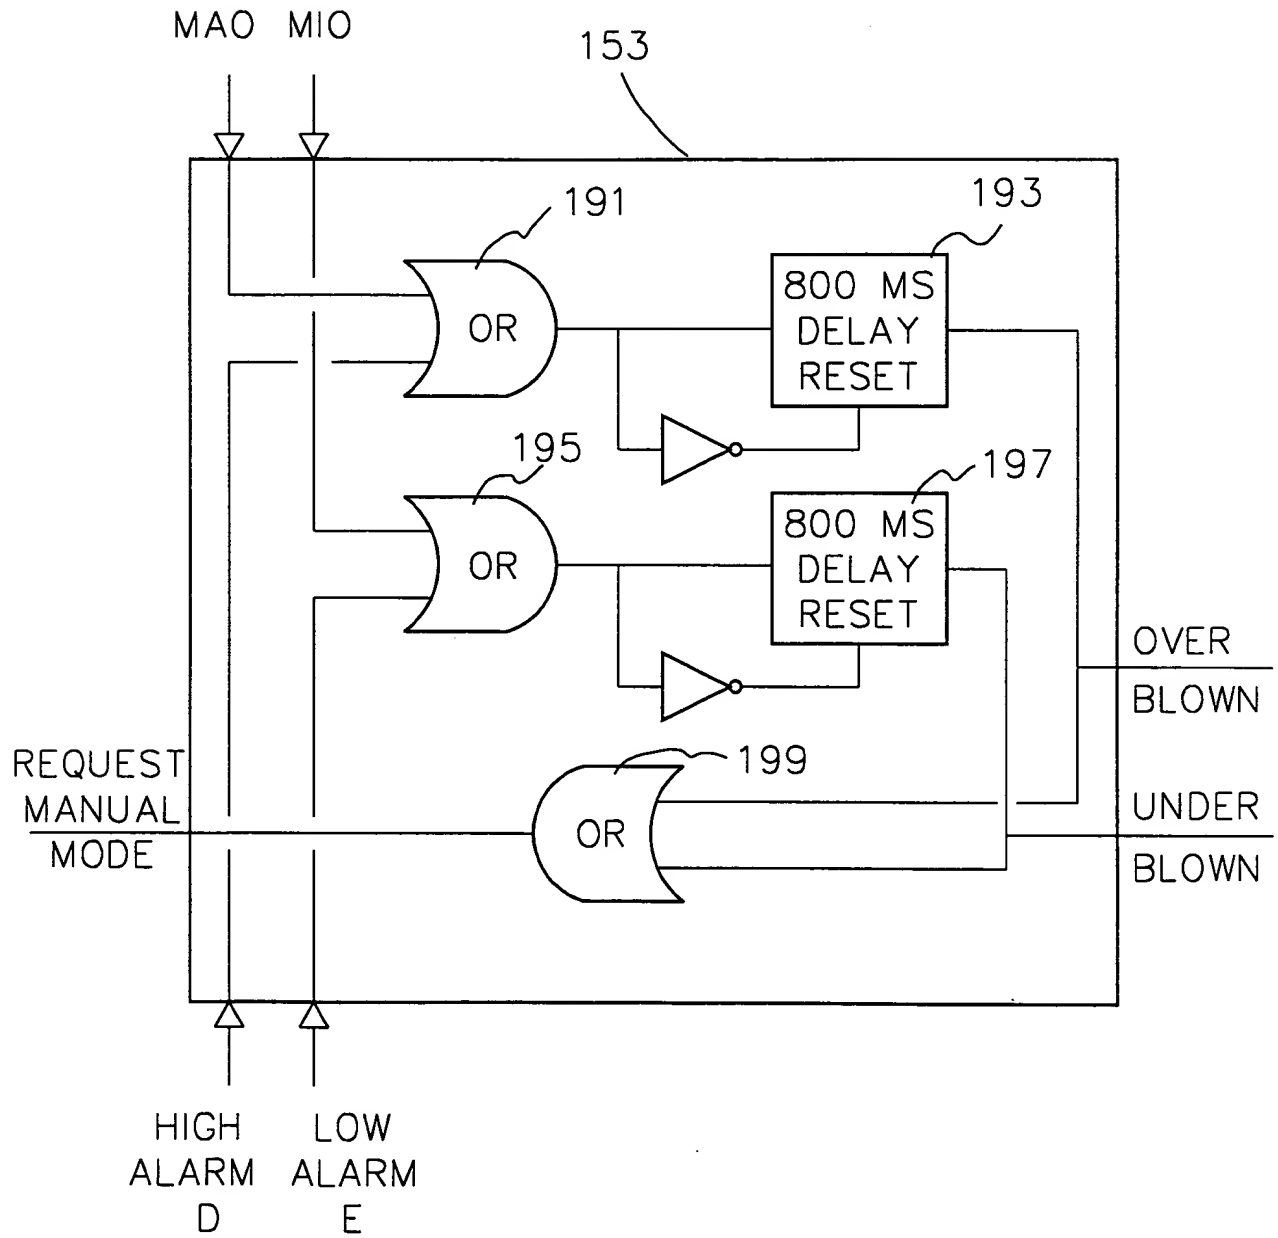 MAO MIO
153
191
193
OR
800 MS
DELAY
RESET
195
197
OR
800 MS
DELAY
RESET
OVER
BLOWN
REQUEST
MANUAL
MODE
199
OR
UNDER
BLOWN
HIGH
ALARM
D
LOW
ALARM
E